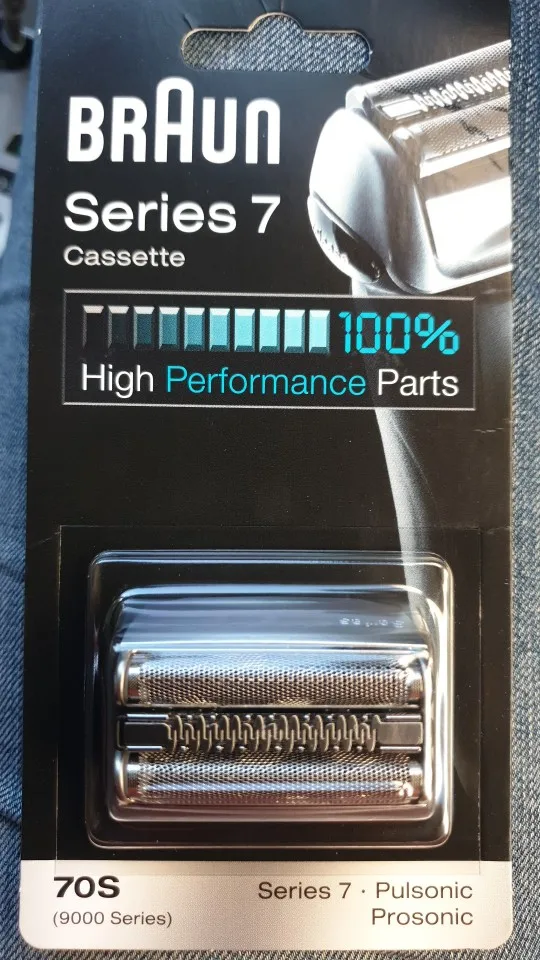 BRAUN
Series 7
Cassette
100%
High Performance Parts
70S
(9000 Series)
Series 7 · Pulsonic
Prosonic